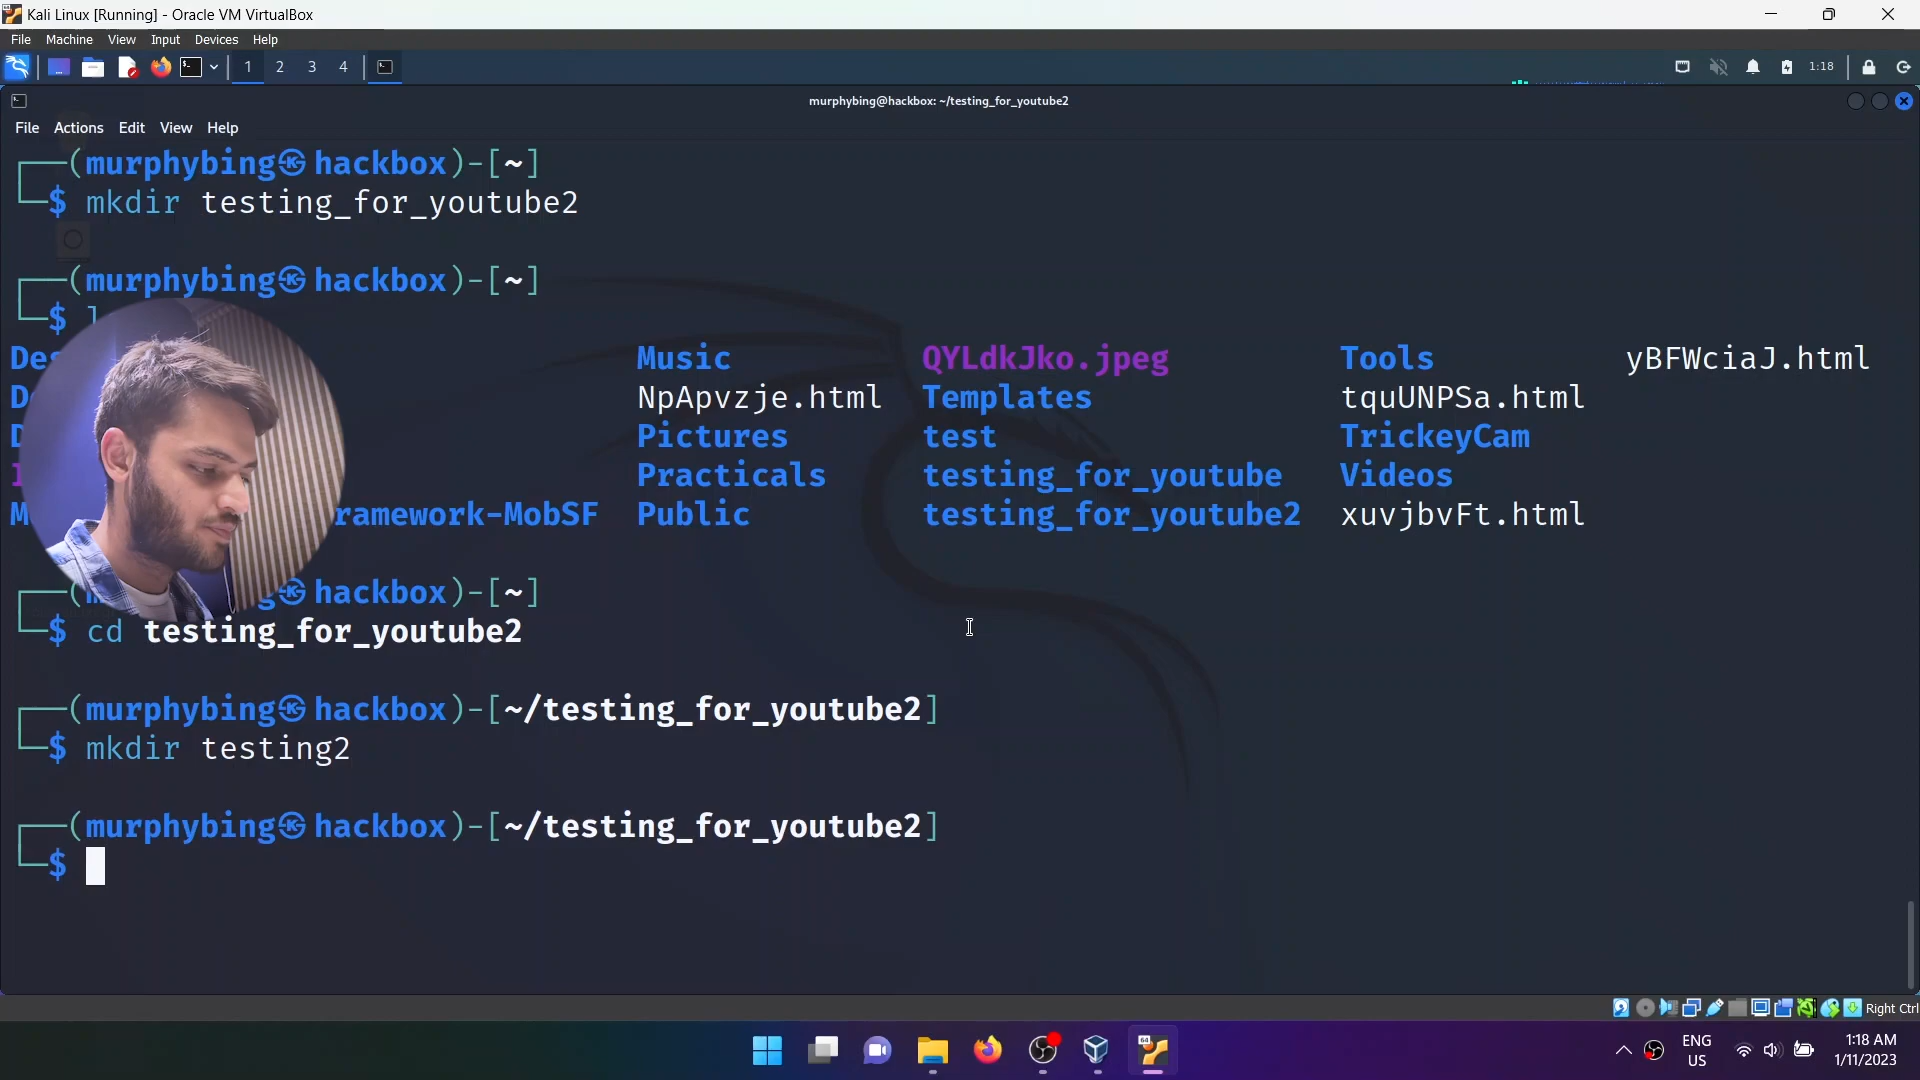 Kali Linux [Running] - Oracle VM VirtualBox
File Machine View Input Devices Help
1 2 3 4 1:18
murphybing@hackbox: ~/testing_for_youtube2
File Actions Edit View Help
(murphybing㉿hackbox)-[~]
$ mkdir testing_for_youtube2
(murphybing㉿hackbox)-[~]
$
Music QYLdkJko.jpeg Tools yBFWciaJ.html
NpApvzje.html Templates tquUNPSa.html
Pictures test TrickeyCam
Practicals testing_for_youtube Videos
ramework-MobSF Public testing_for_youtube2 xuvjbvFt.html
g㉿hackbox)-[~]
$ cd testing_for_youtube2
(murphybing㉿hackbox)-[~/testing_for_youtube2]
$ mkdir testing2
(murphybing㉿hackbox)-[~/testing_for_youtube2]
$
Right Ctrl
ENG
US
1:18 AM
1/11/2023